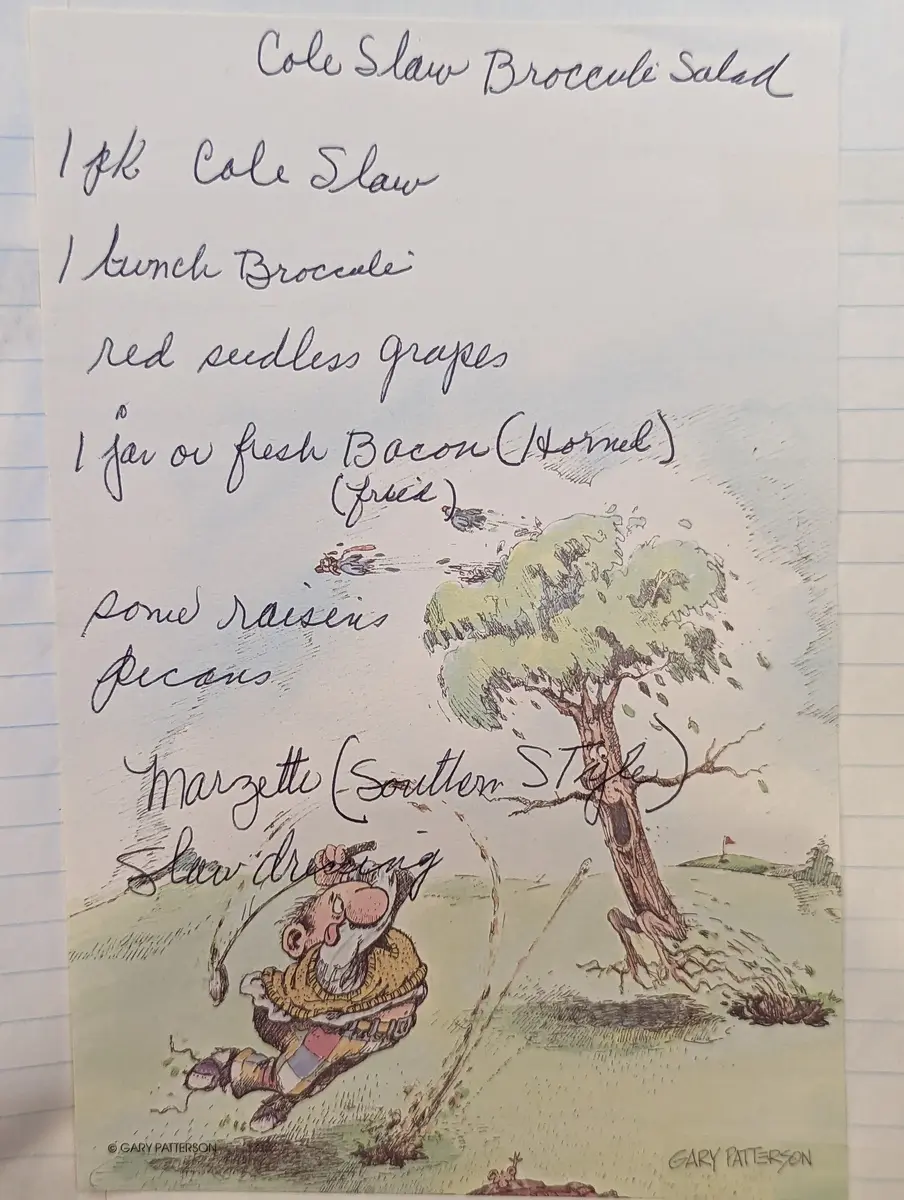 Cole Slaw Broccoli Salad
1 pk Cole Slaw
1 bunch Broccoli
red seedless grapes
1 jar or fresh Bacon (Hormel)
(fried)
some raisins
pecans
Marzetti (Southern STyle)
Slaw dressing
© GARY PATTERSON
GARY PATTERSON